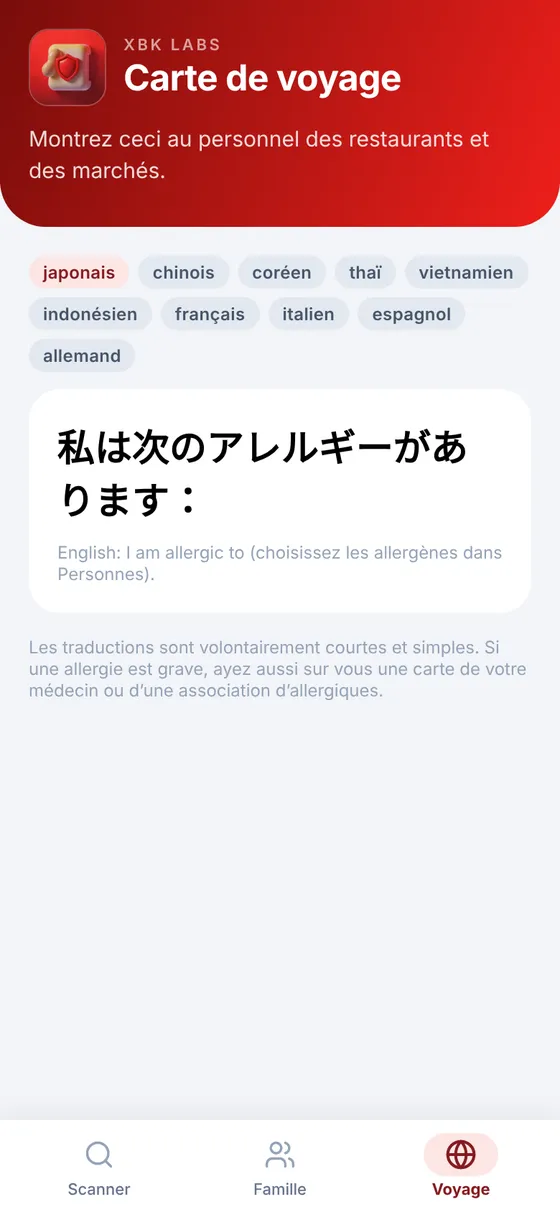 XBK LABS
Carte de voyage
Montrez ceci au personnel des restaurants et
des marchés.
japonais
chinois
coréen
thaï
vietnamien
indonésien
français
italien
espagnol
allemand
私は次のアレルギーがあ
ります：
English: I am allergic to (choisissez les allergènes dans
Personnes).
Les traductions sont volontairement courtes et simples. Si
une allergie est grave, ayez aussi sur vous une carte de votre
médecin ou d’une association d’allergiques.
Scanner
Famille
Voyage